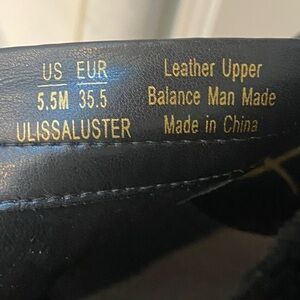 US EUR
5.5M 35.5
ULISSALUSTER
Leather Upper
Balance Man Made
Made in China